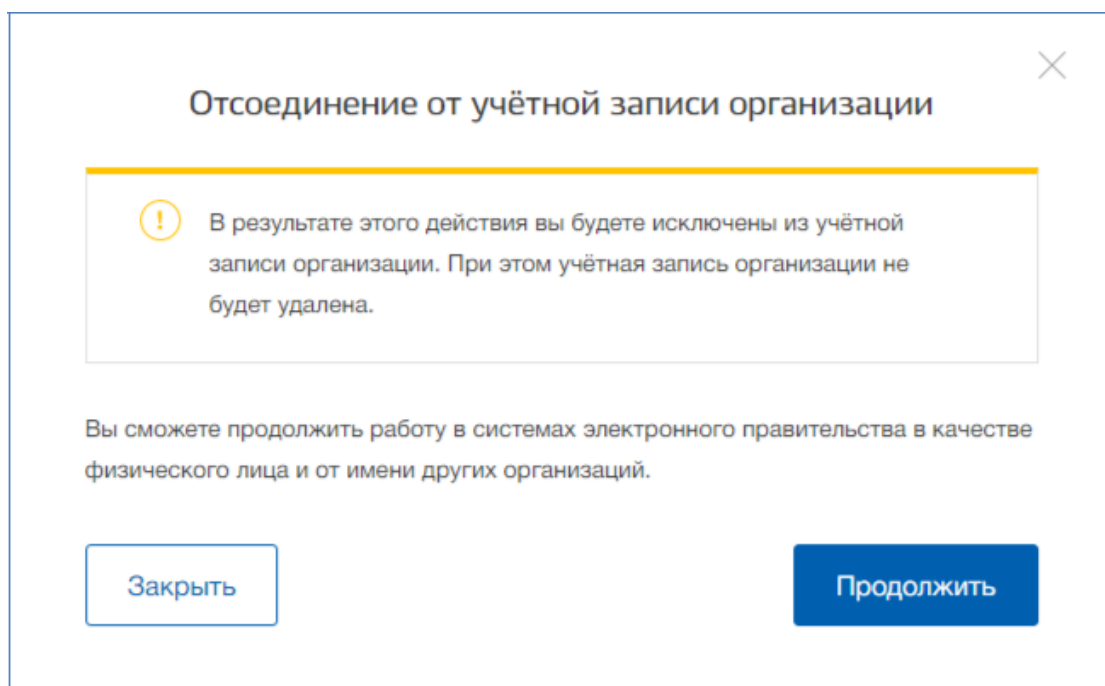 Отсоединение от учётной записи организации
! В результате этого действия вы будете исключены из учётной
записи организации. При этом учётная запись организации не
будет удалена.
Вы сможете продолжить работу в системах электронного правительства в качестве
физического лица и от имени других организаций.
Закрыть
Продолжить